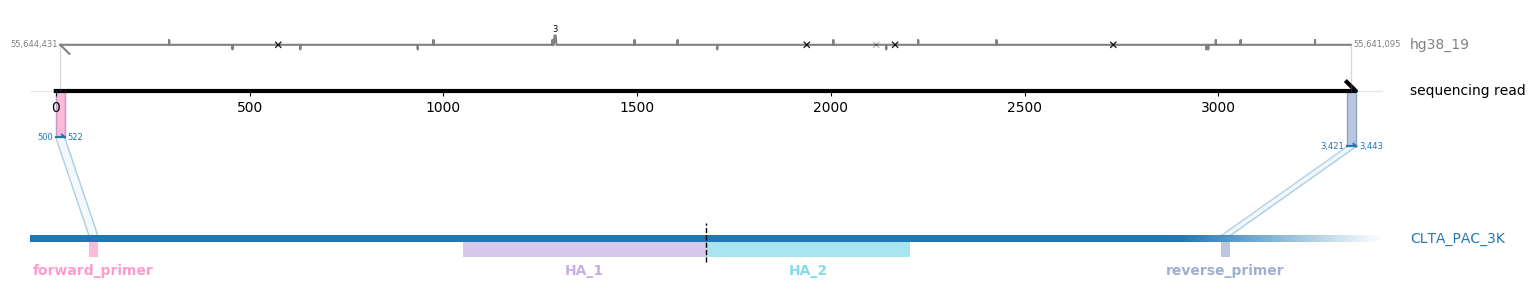 3
55,644,431 55,641,095 hg38_19
sequencing read
0 500 1000 1500 2000 2500 3000
500 522
3,421 3,443
CLTA_PAC_3K
forward_primer HA_1 HA_2 reverse_primer